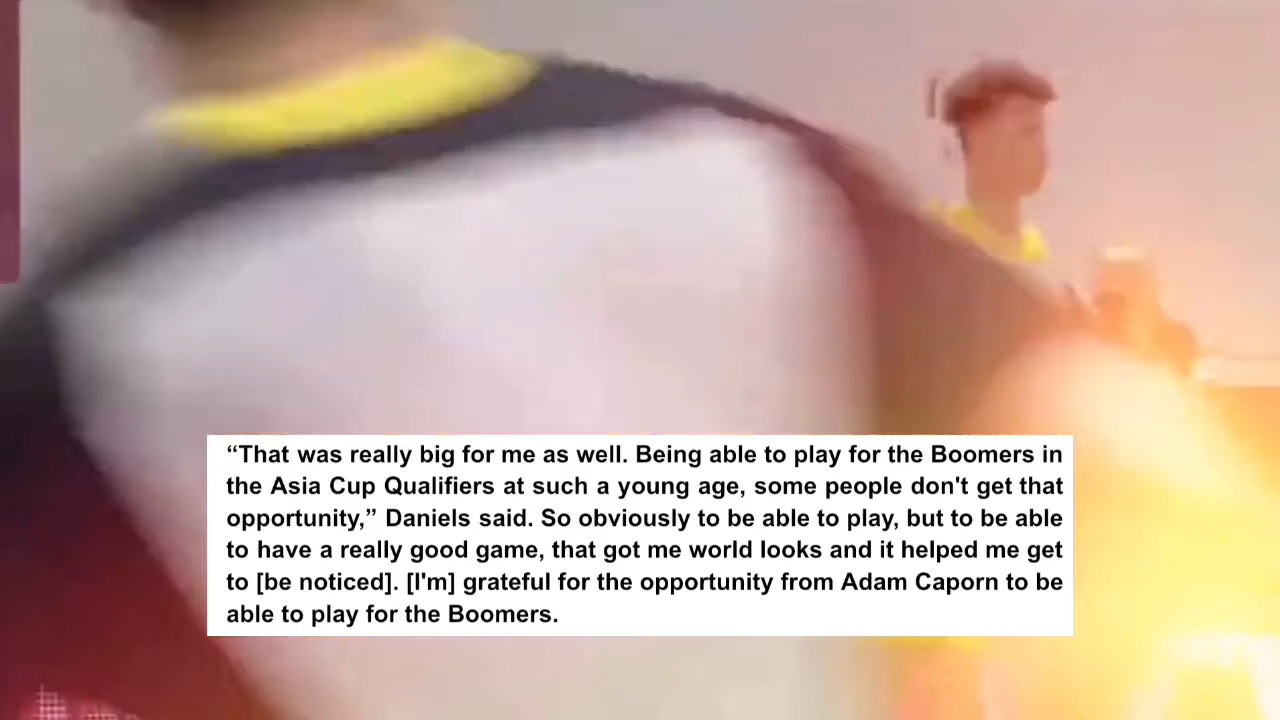 “That was really big for me as well. Being able to play for the Boomers in
the Asia Cup Qualifiers at such a young age, some people don't get that
opportunity,” Daniels said. So obviously to be able to play, but to be able
to have a really good game, that got me world looks and it helped me get
to [be noticed]. [I'm] grateful for the opportunity from Adam Caporn to be
able to play for the Boomers.